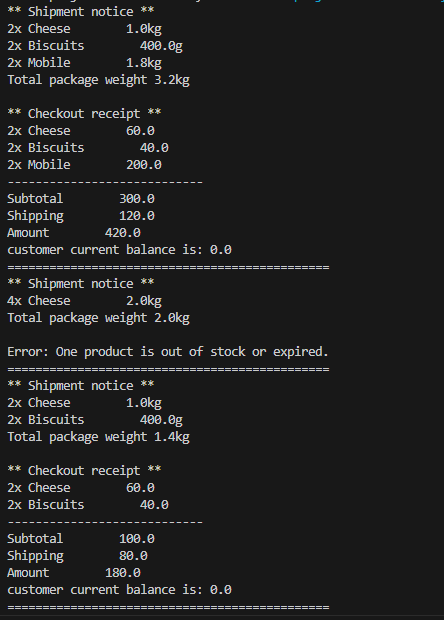 ** Shipment notice **
2x Cheese        1.0kg
2x Biscuits        400.0g
2x Mobile        1.8kg
Total package weight 3.2kg

** Checkout receipt **
2x Cheese        60.0
2x Biscuits        40.0
2x Mobile        200.0
----------------------------
Subtotal        300.0
Shipping        120.0
Amount        420.0
customer current balance is: 0.0
==============================================
** Shipment notice **
4x Cheese        2.0kg
Total package weight 2.0kg

Error: One product is out of stock or expired.
==============================================
** Shipment notice **
2x Cheese        1.0kg
2x Biscuits        400.0g
Total package weight 1.4kg

** Checkout receipt **
2x Cheese        60.0
2x Biscuits        40.0
----------------------------
Subtotal        100.0
Shipping        80.0
Amount        180.0
customer current balance is: 0.0
==============================================